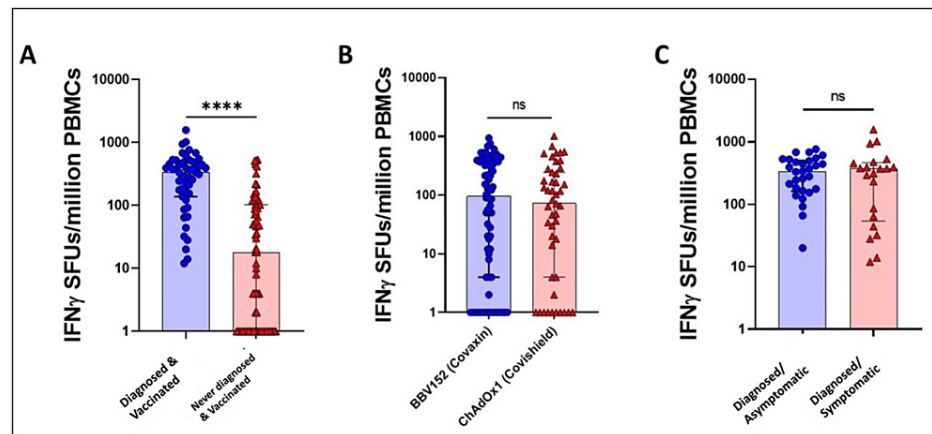 A
IFNγ SFUs/million PBMCs
10000
1000
100
10
1
****
Diagnosed &
Vaccinated
Never diagnosed
& Vaccinated
B
IFNγ SFUs/million PBMCs
10000
1000
100
10
1
ns
BBV152 (Covaxin)
ChAdOx1 (Covishield)
C
IFNγ SFUs/million PBMCs
10000
1000
100
10
1
ns
Diagnosed/
Asymptomatic
Diagnosed/
Symptomatic